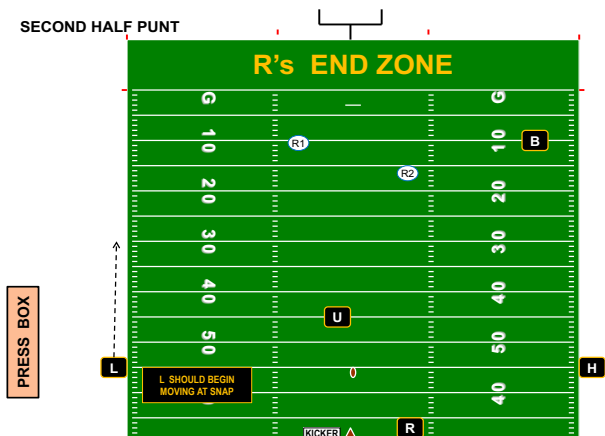 SECOND HALF PUNT
R's END ZONE
G G
10 10
B
R1
R2
20 20
30 30
40 40
U
50 50
PRESS BOX
L
H
L SHOULD BEGIN
MOVING AT SNAP
40
R
KICKER